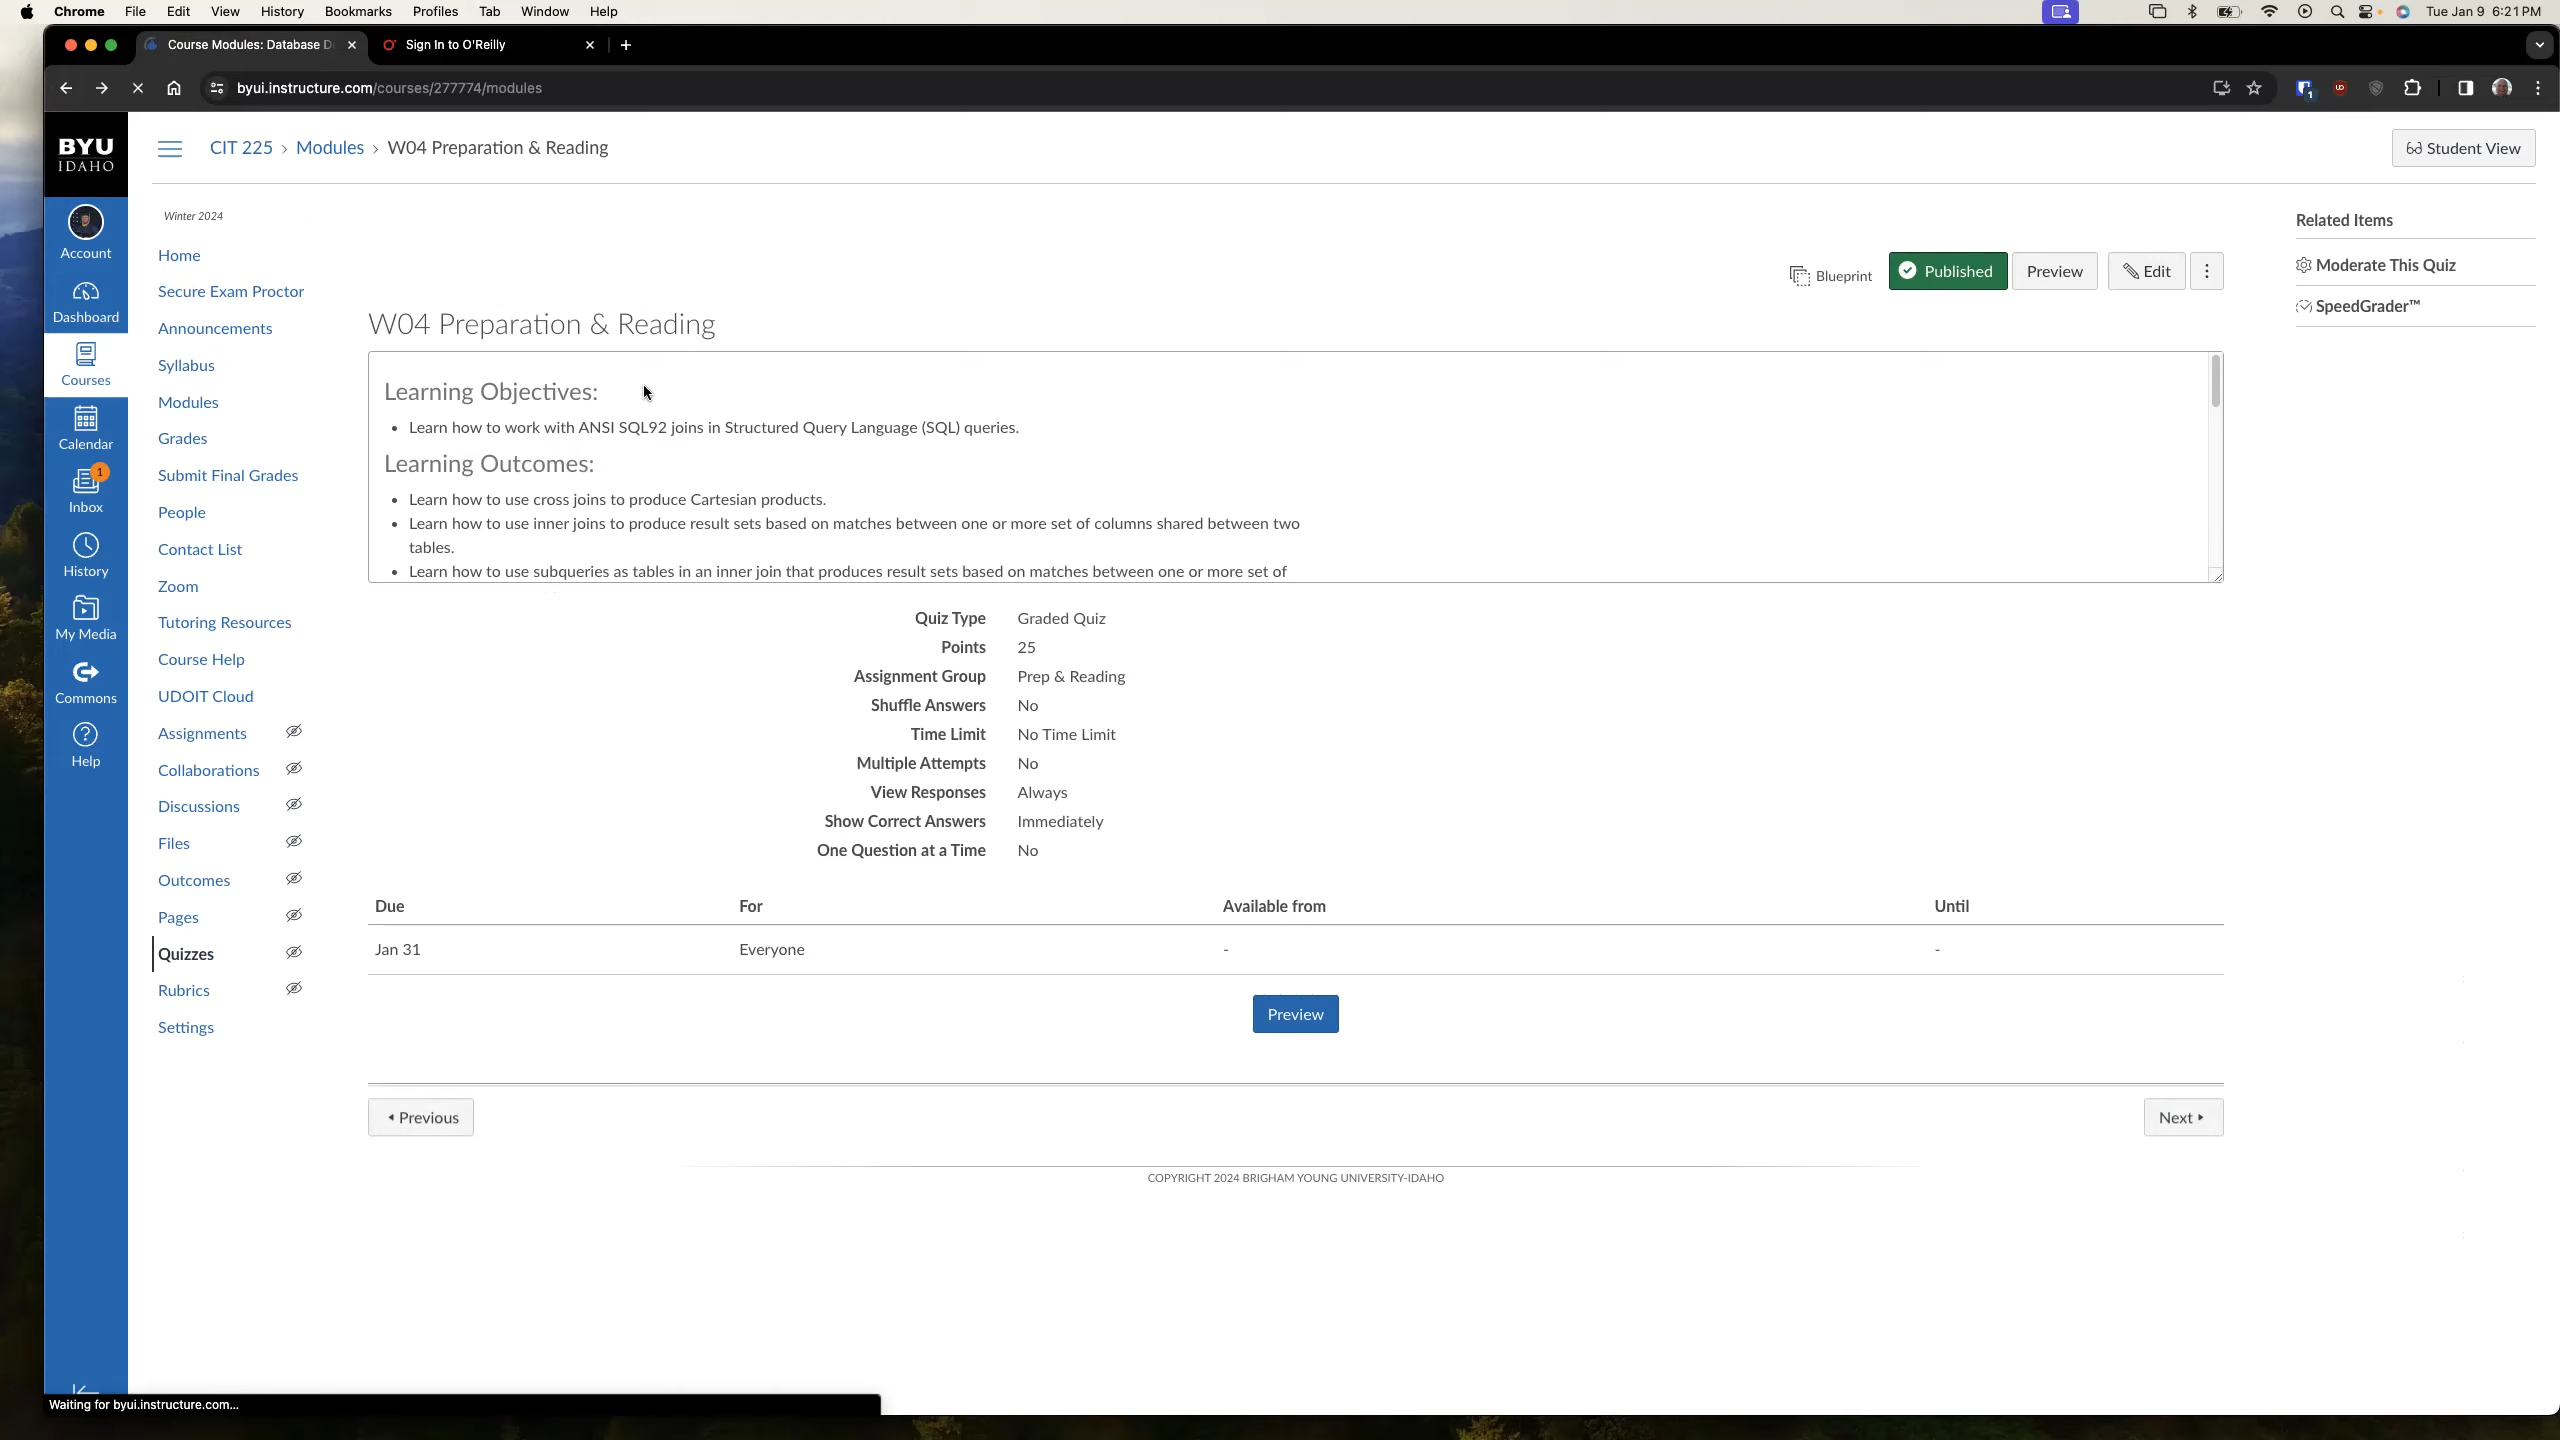 Chrome File Edit View History Bookmarks Profiles Tab Window Help Tue Jan 9 6:21 PM
Course Modules: Database D Sign In to O'Reilly
byui.instructure.com/courses/277774/modules
BYU
IDAHO
CIT 225 › Modules › W04 Preparation & Reading
Student View
Account
Dashboard
Courses
Calendar
1
Inbox
History
My Media
Commons
Help
Winter 2024
Home
Secure Exam Proctor
Announcements
Syllabus
Modules
Grades
Submit Final Grades
People
Contact List
Zoom
Tutoring Resources
Course Help
UDOIT Cloud
Assignments
Collaborations
Discussions
Files
Outcomes
Pages
Quizzes
Rubrics
Settings
Blueprint Published Preview Edit
W04 Preparation & Reading
Learning Objectives:
• Learn how to work with ANSI SQL92 joins in Structured Query Language (SQL) queries.
Learning Outcomes:
• Learn how to use cross joins to produce Cartesian products.
• Learn how to use inner joins to produce result sets based on matches between one or more set of columns shared between two
tables.
• Learn how to use subqueries as tables in an inner join that produces result sets based on matches between one or more set of
Quiz Type Graded Quiz
Points 25
Assignment Group Prep & Reading
Shuffle Answers No
Time Limit No Time Limit
Multiple Attempts No
View Responses Always
Show Correct Answers Immediately
One Question at a Time No
Due For Available from Until
Jan 31 Everyone - -
Preview
Previous
Next
COPYRIGHT 2024 BRIGHAM YOUNG UNIVERSITY-IDAHO
Related Items
Moderate This Quiz
SpeedGrader™
Waiting for byui.instructure.com...